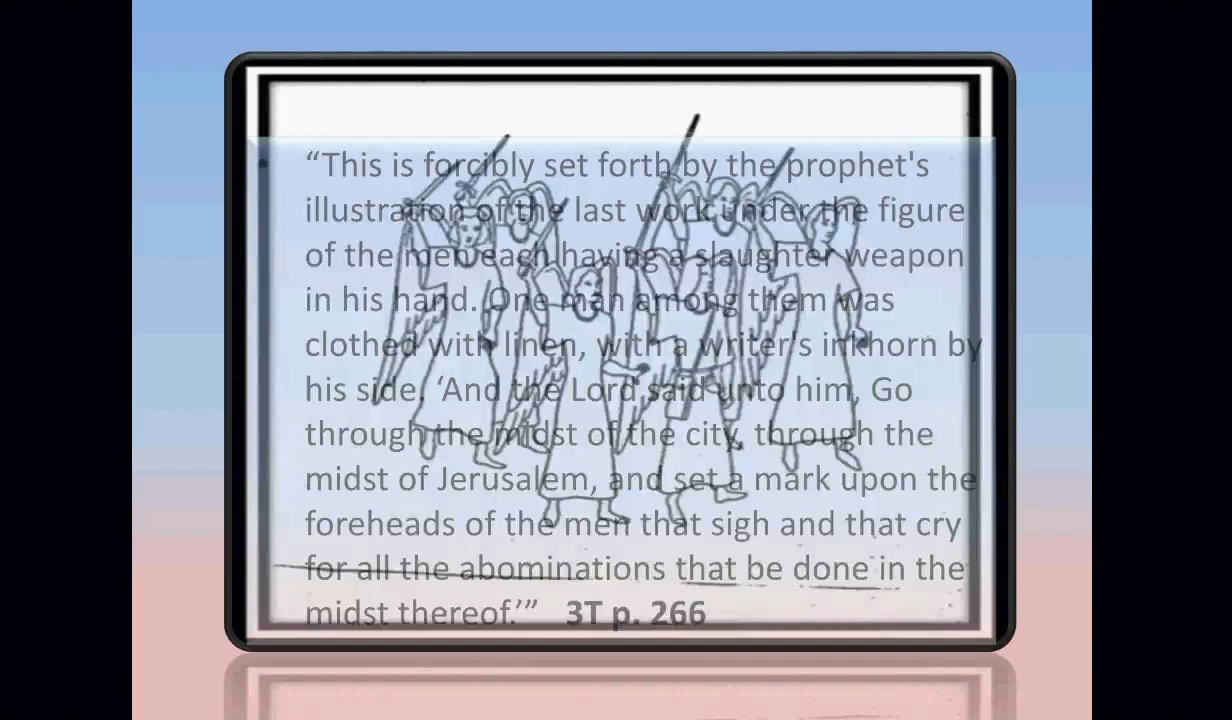 “This is forcibly set forth by the prophet's
illustration of the last work under the figure
of the men each having a slaughter weapon
in his hand. One man among them was
clothed with linen, with a writer's inkhorn by
his side. ‘And the Lord said unto him, Go
through the midst of the city, through the
midst of Jerusalem, and set a mark upon the
foreheads of the men that sigh and that cry
for all the abominations that be done in the
midst thereof.’” 3T p. 266